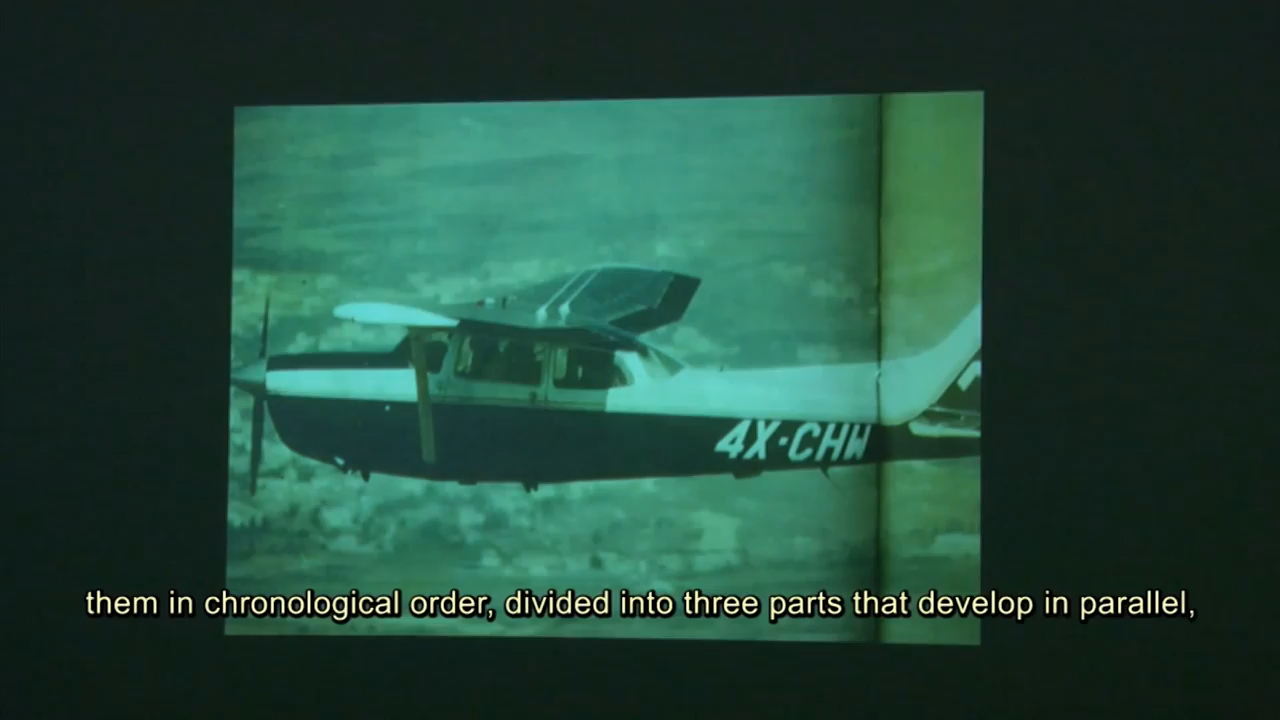 4X-CHW
them in chronological order, divided into three parts that develop in parallel,